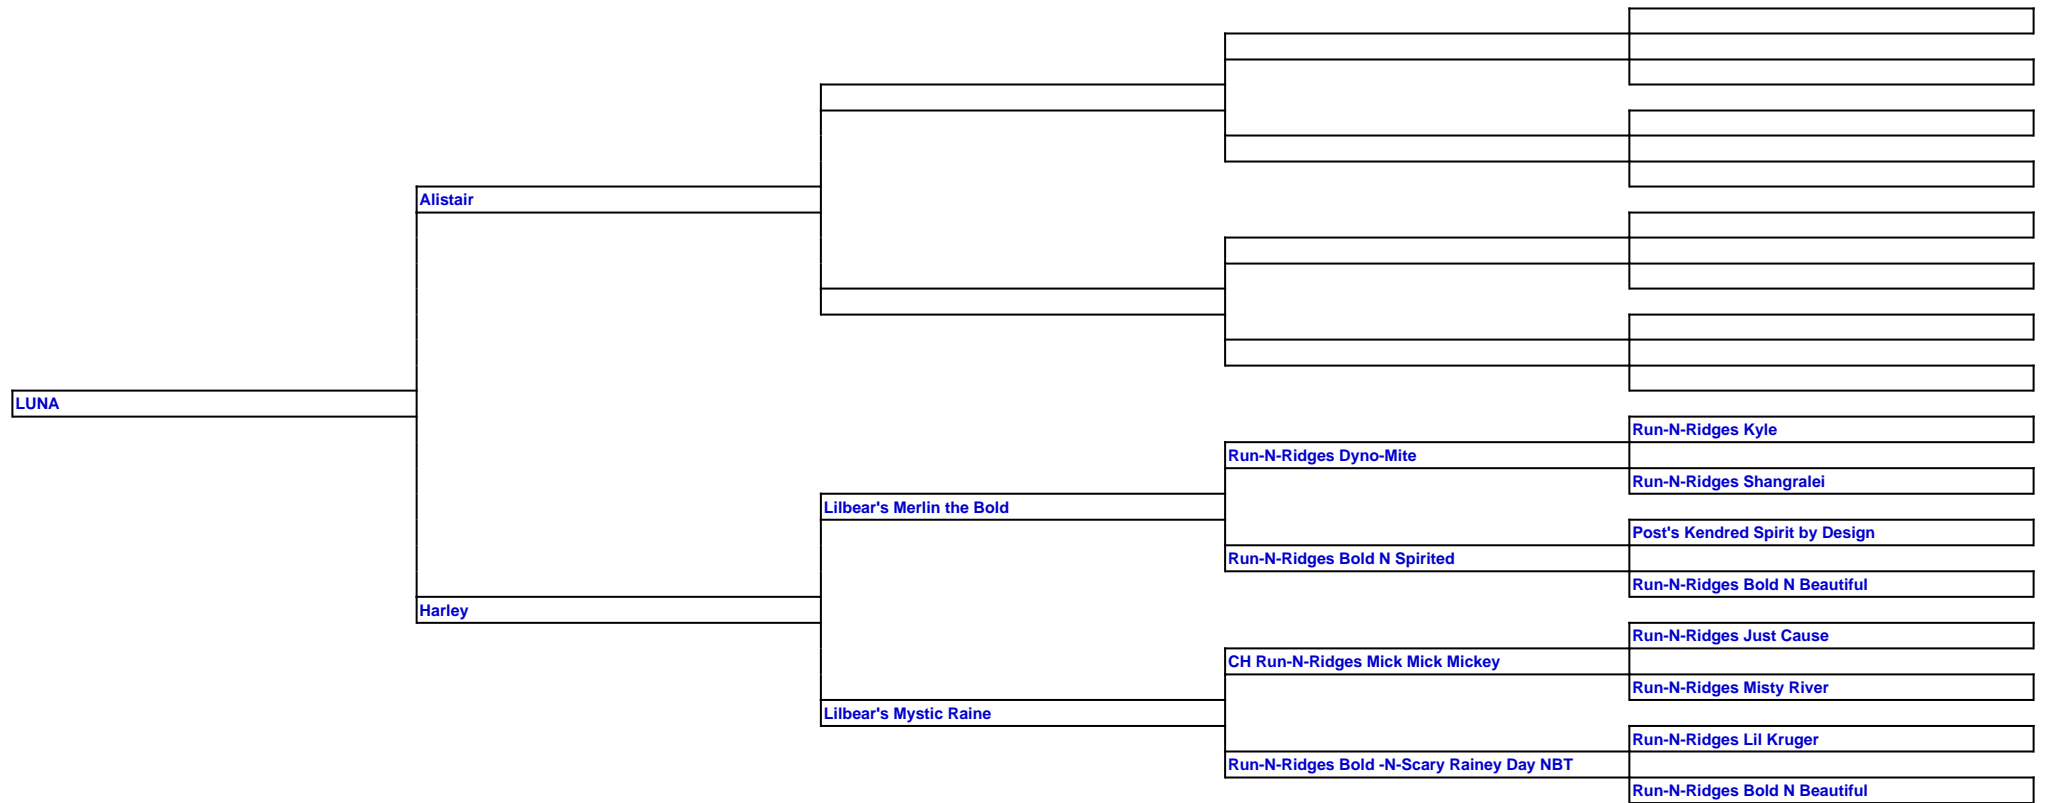 Alistair
LUNA
Run-N-Ridges Kyle
Run-N-Ridges Dyno-Mite
Run-N-Ridges Shangralei
Lilbear's Merlin the Bold
Post's Kendred Spirit by Design
Run-N-Ridges Bold N Spirited
Run-N-Ridges Bold N Beautiful
Harley
Run-N-Ridges Just Cause
CH Run-N-Ridges Mick Mick Mickey
Run-N-Ridges Misty River
Lilbear's Mystic Raine
Run-N-Ridges Lil Kruger
Run-N-Ridges Bold -N-Scary Rainey Day NBT
Run-N-Ridges Bold N Beautiful